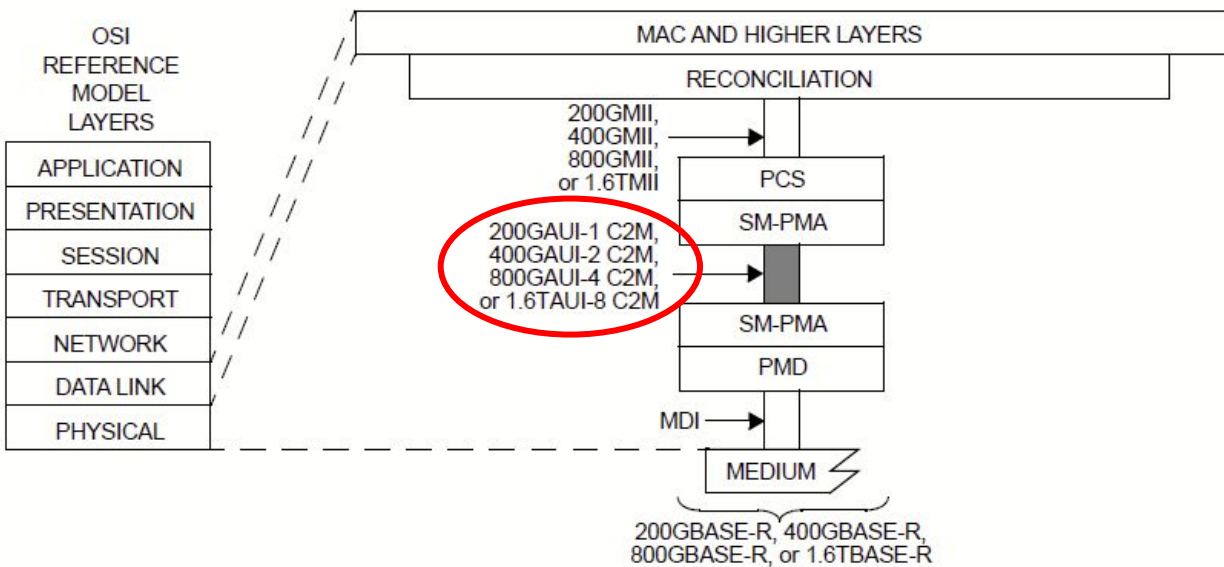 OSI
REFERENCE
MODEL
LAYERS
APPLICATION
PRESENTATION
SESSION
TRANSPORT
NETWORK
DATA LINK
PHYSICAL
MAC AND HIGHER LAYERS
RECONCILIATION
200GMII,
400GMII,
800GMII,
or 1.6TMII
PCS
SM-PMA
200GAUI-1 C2M,
400GAUI-2 C2M,
800GAUI-4 C2M,
or 1.6TAUI-8 C2M
SM-PMA
PMD
MDI
MEDIUM
200GBASE-R, 400GBASE-R,
800GBASE-R, or 1.6TBASE-R